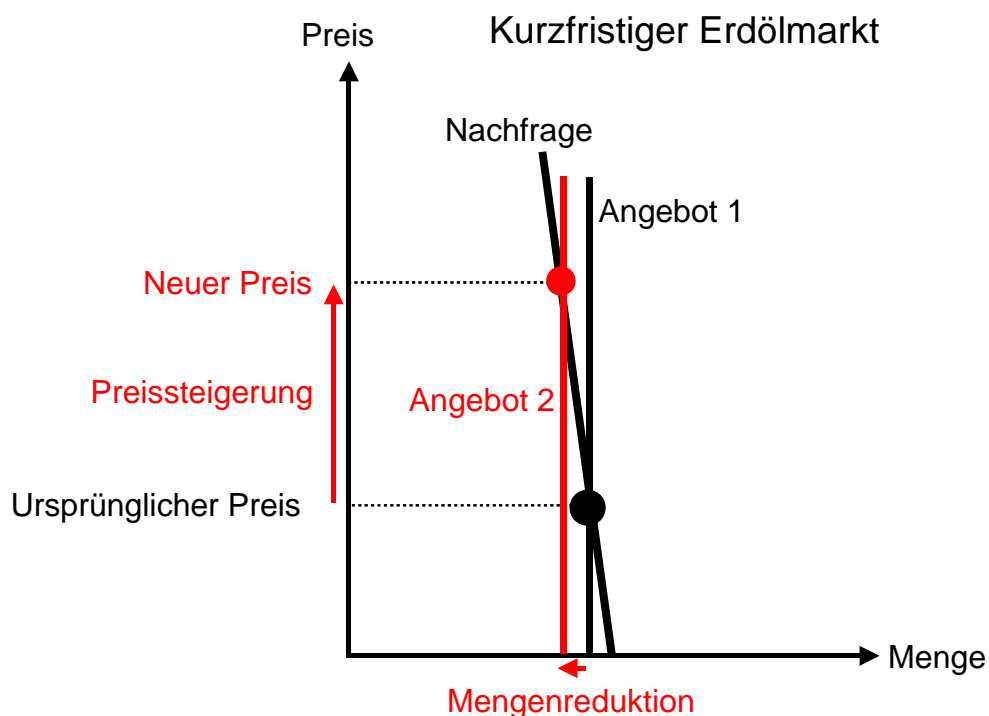 Kurzfristiger Erdölmarkt
Preis
Nachfrage
Angebot 1
Neuer Preis
Preissteigerung
Angebot 2
Ursprünglicher Preis
Menge
Mengenreduktion